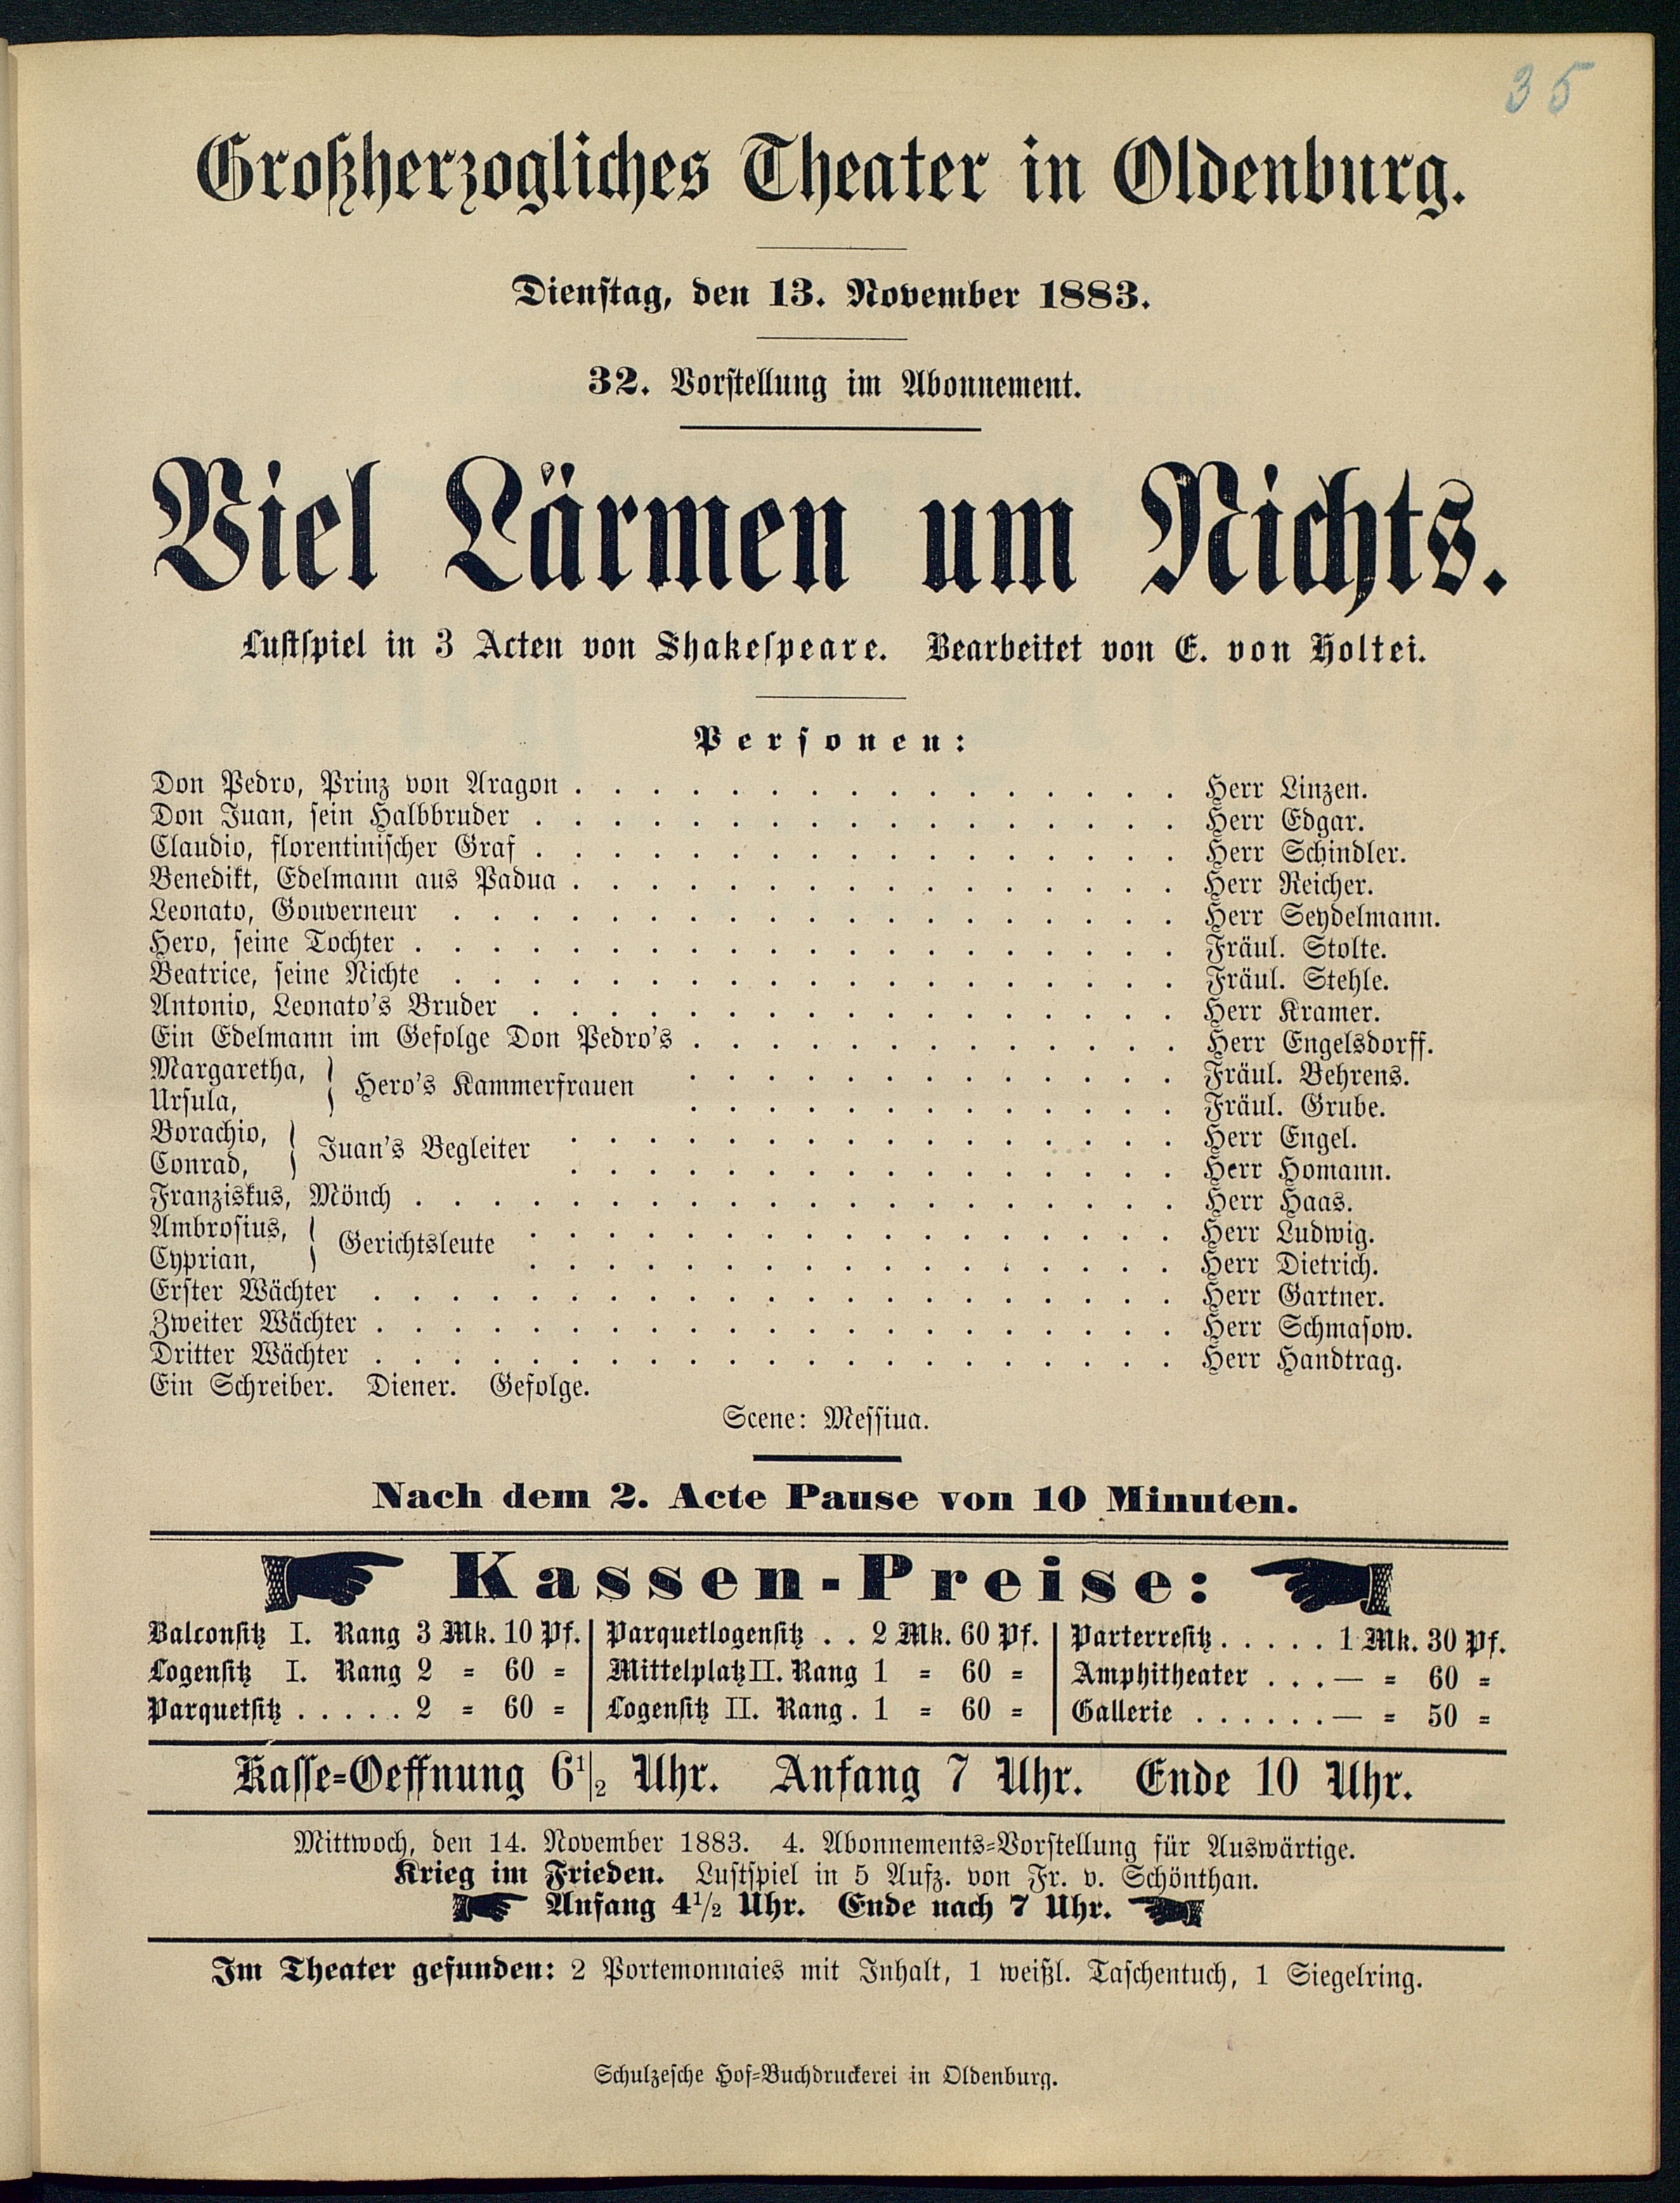 35
Großherzogliches Theater in Oldenburg.
Dienstag, den 13. November 1883.
32. Vorstellung im Abonnement.
Viel Lärmen um Nichts.
Lustspiel in 3 Acten von Shakespeare. Bearbeitet von E. von Holtei.
Personen:
Don Pedro, Prinz von Aragon . . . . . . . . . . . . . . . . Herr Linzen.
Don Juan, sein Halbbruder . . . . . . . . . . . . . . . . . Herr Edgar.
Claudio, florentinischer Graf . . . . . . . . . . . . . . . . . Herr Schindler.
Benedikt, Edelmann aus Padua . . . . . . . . . . . . . . . . Herr Reicher.
Leonato, Gouverneur . . . . . . . . . . . . . . . . . . . Herr Seydelmann.
Hero, seine Tochter . . . . . . . . . . . . . . . . . . . . Fräul. Stolte.
Beatrice, seine Nichte . . . . . . . . . . . . . . . . . . . Fräul. Stehle.
Antonio, Leonato's Bruder . . . . . . . . . . . . . . . . . Herr Kramer.
Ein Edelmann im Gefolge Don Pedro's . . . . . . . . . . . . . Herr Engelsdorff.
Margaretha, } Hero's Kammerfrauen . . . . . . . . . . . . . Fräul. Behrens.
Ursula, . . . . . . . . . . . . . Fräul. Grube.
Borachio, } Juan's Begleiter . . . . . . . . . . . . . . . . Herr Engel.
Conrad, . . . . . . . . . . . . . . . . Herr Homann.
Franziskus, Mönch . . . . . . . . . . . . . . . . . . . . Herr Haas.
Ambrosius, } Gerichtsleute . . . . . . . . . . . . . . . . . Herr Ludwig.
Cyprian, . . . . . . . . . . . . . . . . . Herr Dietrich.
Erster Wächter . . . . . . . . . . . . . . . . . . . . . Herr Gartner.
Zweiter Wächter . . . . . . . . . . . . . . . . . . . . . Herr Schmasow.
Dritter Wächter . . . . . . . . . . . . . . . . . . . . . Herr Handtrag.
Ein Schreiber. Diener. Gefolge.
Scene: Messina.
Nach dem 2. Acte Pause von 10 Minuten.
Kassen-Preise:
Balconsitz I. Rang 3 Mk. 10 Pf.
Logensitz I. Rang 2 = 60 =
Parquetsitz . . . . . 2 = 60 =
Parquetlogensitz . . 2 Mk. 60 Pf.
Mittelplatz II. Rang 1 = 60 =
Logensitz II. Rang . 1 = 60 =
Parterresitz . . . . . 1 Mk. 30 Pf.
Amphitheater . . . — = 60 =
Gallerie . . . . . . — = 50 =
Kasse=Oeffnung 6 1/2 Uhr. Anfang 7 Uhr. Ende 10 Uhr.
Mittwoch, den 14. November 1883. 4. Abonnements=Vorstellung für Auswärtige.
Krieg im Frieden. Lustspiel in 5 Aufz. von Fr. v. Schönthan.
Anfang 4 1/2 Uhr. Ende nach 7 Uhr.
Im Theater gefunden: 2 Portemonnaies mit Inhalt, 1 weißl. Taschentuch, 1 Siegelring.
Schulzesche Hof=Buchdruckerei in Oldenburg.